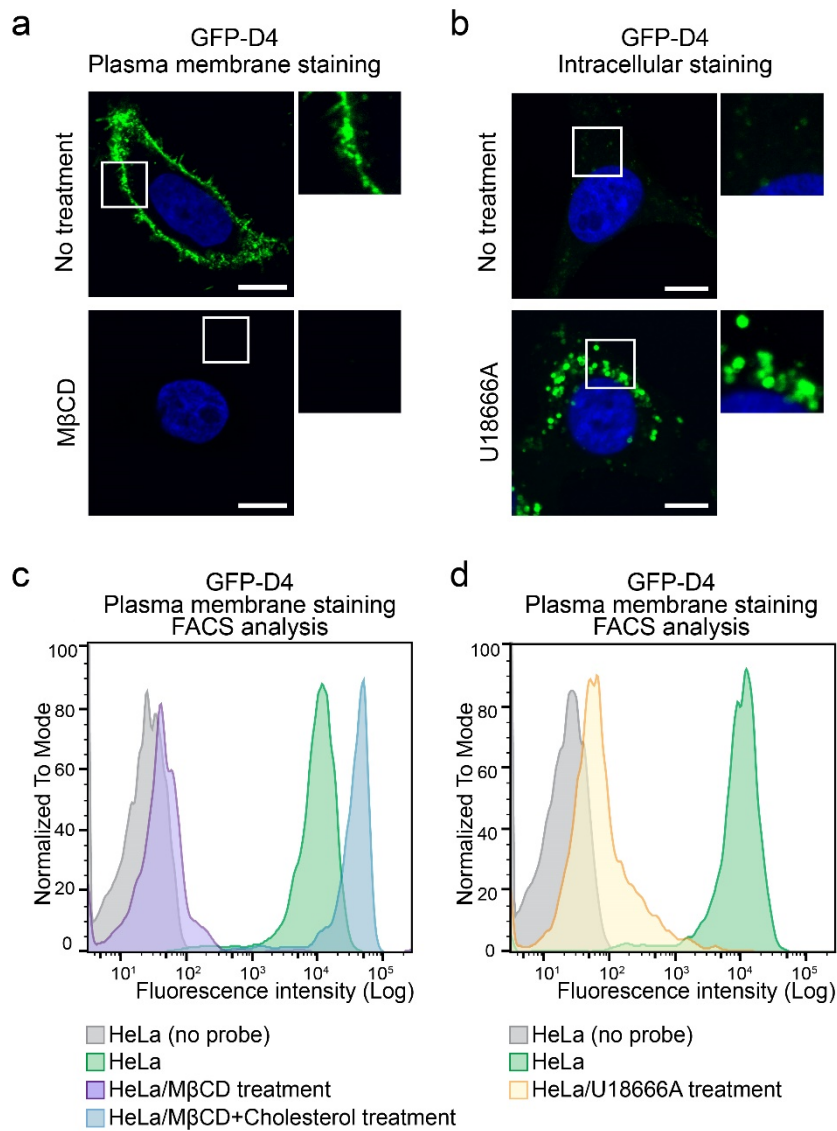 a
GFP-D4
Plasma membrane staining
No treatment
MβCD
b
GFP-D4
Intracellular staining
No treatment
U18666A
c
GFP-D4
Plasma membrane staining
FACS analysis
Normalized To Mode
100
80
60
40
20
0
10¹ 10² 10³ 10⁴ 10⁵
Fluorescence intensity (Log)
HeLa (no probe)
HeLa
HeLa/MβCD treatment
HeLa/MβCD+Cholesterol treatment
d
GFP-D4
Plasma membrane staining
FACS analysis
Normalized To Mode
100
80
60
40
20
0
10¹ 10² 10³ 10⁴ 10⁵
Fluorescence intensity (Log)
HeLa (no probe)
HeLa
HeLa/U18666A treatment